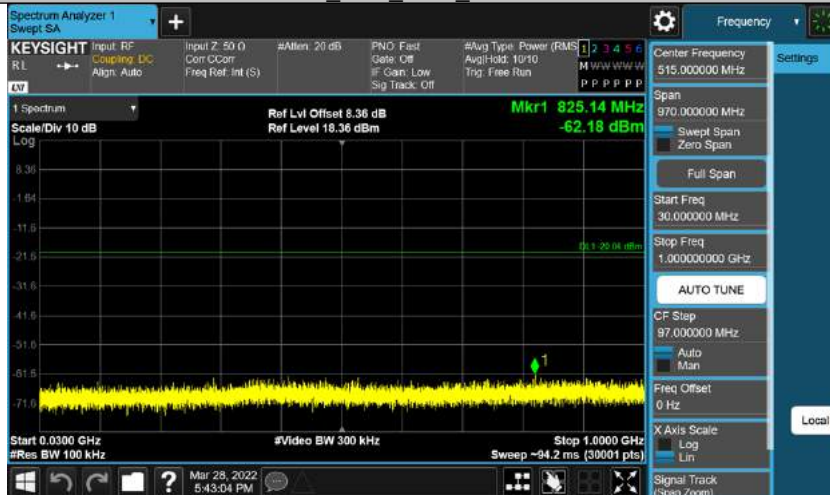 Spectrum Analyzer 1
Swept SA
+
Frequency
KEYSIGHT
RL
LXI
Input: RF
Coupling: DC
Align: Auto
Input Z: 50 Ω
Corr CCorr
Freq Ref: Int (S)
#Atten: 20 dB
PNO: Fast
Gate: Off
IF Gain: Low
Sig Track: Off
#Avg Type: Power (RMS
Avg|Hold: 10/10
Trig: Free Run
1 2 3 4 5 6
M W W W W W
P P P P P P
Center Frequency
515.000000 MHz
Settings
Span
970.000000 MHz
Swept Span
Zero Span
Full Span
Start Freq
30.000000 MHz
Stop Freq
1.000000000 GHz
AUTO TUNE
CF Step
97.000000 MHz
Auto
Man
Freq Offset
0 Hz
X Axis Scale
Log
Lin
Local
Signal Track
(Span Zoom)
1 Spectrum
Scale/Div 10 dB
Ref Lvl Offset 8.36 dB
Ref Level 18.36 dBm
Mkr1 825.14 MHz
-62.18 dBm
Log
8.36
-1.64
-11.6
DL1 -20.04 dBm
-21.6
-31.6
-41.6
-51.6
1
-61.6
-71.6
Start 0.0300 GHz
#Res BW 100 kHz
#Video BW 300 kHz
Stop 1.0000 GHz
Sweep ~94.2 ms (30001 pts)
?
Mar 28, 2022
5:43:04 PM